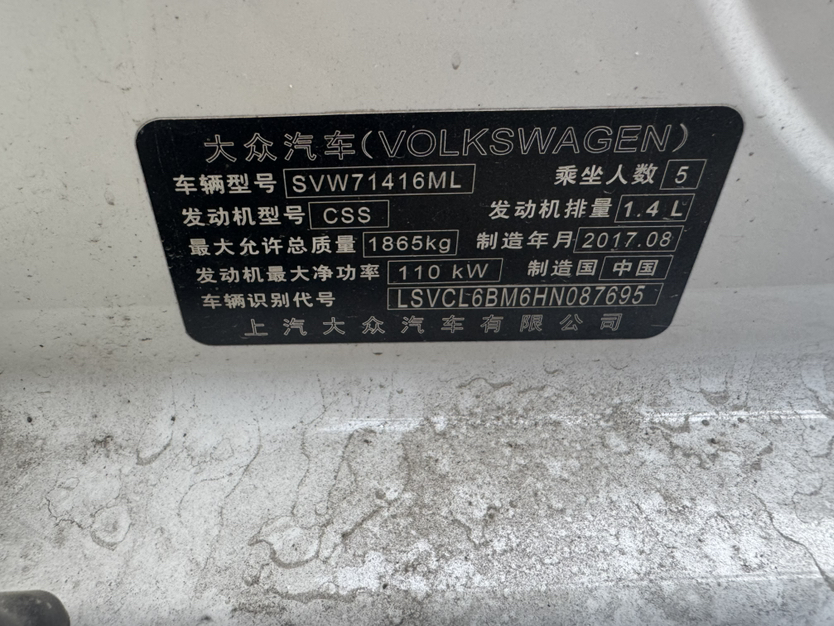 大众汽车(VOLKSWAGEN)
车辆型号 SVW71416ML 乘坐人数 5
发动机型号 CSS 发动机排量 1.4 L
最大允许总质量 1865kg 制造年月 2017.08
发动机最大净功率 110 kW 制造国 中国
车辆识别代号 LSVCL6BM6HN087695
上汽大众汽车有限公司